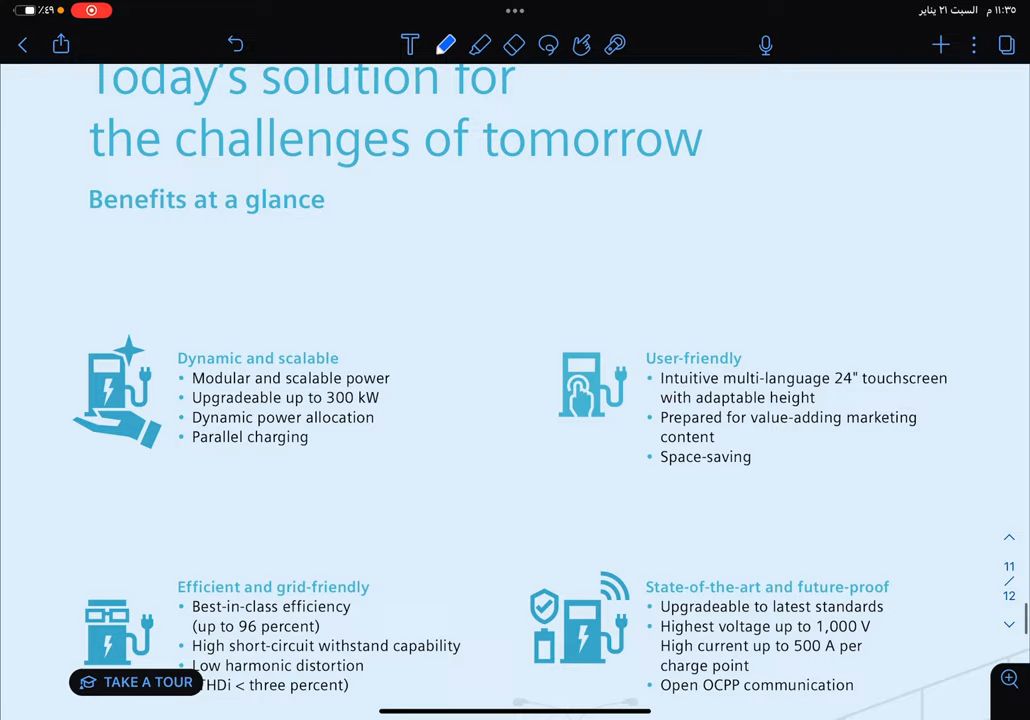 ٪٤٩
١١:٣٥ م السبت ٢١ يناير
Today's solution for
the challenges of tomorrow
Benefits at a glance
Dynamic and scalable
• Modular and scalable power
• Upgradeable up to 300 kW
• Dynamic power allocation
• Parallel charging
User-friendly
• Intuitive multi-language 24" touchscreen
with adaptable height
• Prepared for value-adding marketing
content
• Space-saving
Efficient and grid-friendly
• Best-in-class efficiency
(up to 96 percent)
• High short-circuit withstand capability
• Low harmonic distortion
THDi < three percent)
State-of-the-art and future-proof
• Upgradeable to latest standards
• Highest voltage up to 1,000 V
High current up to 500 A per
charge point
• Open OCPP communication
11
/
12
TAKE A TOUR